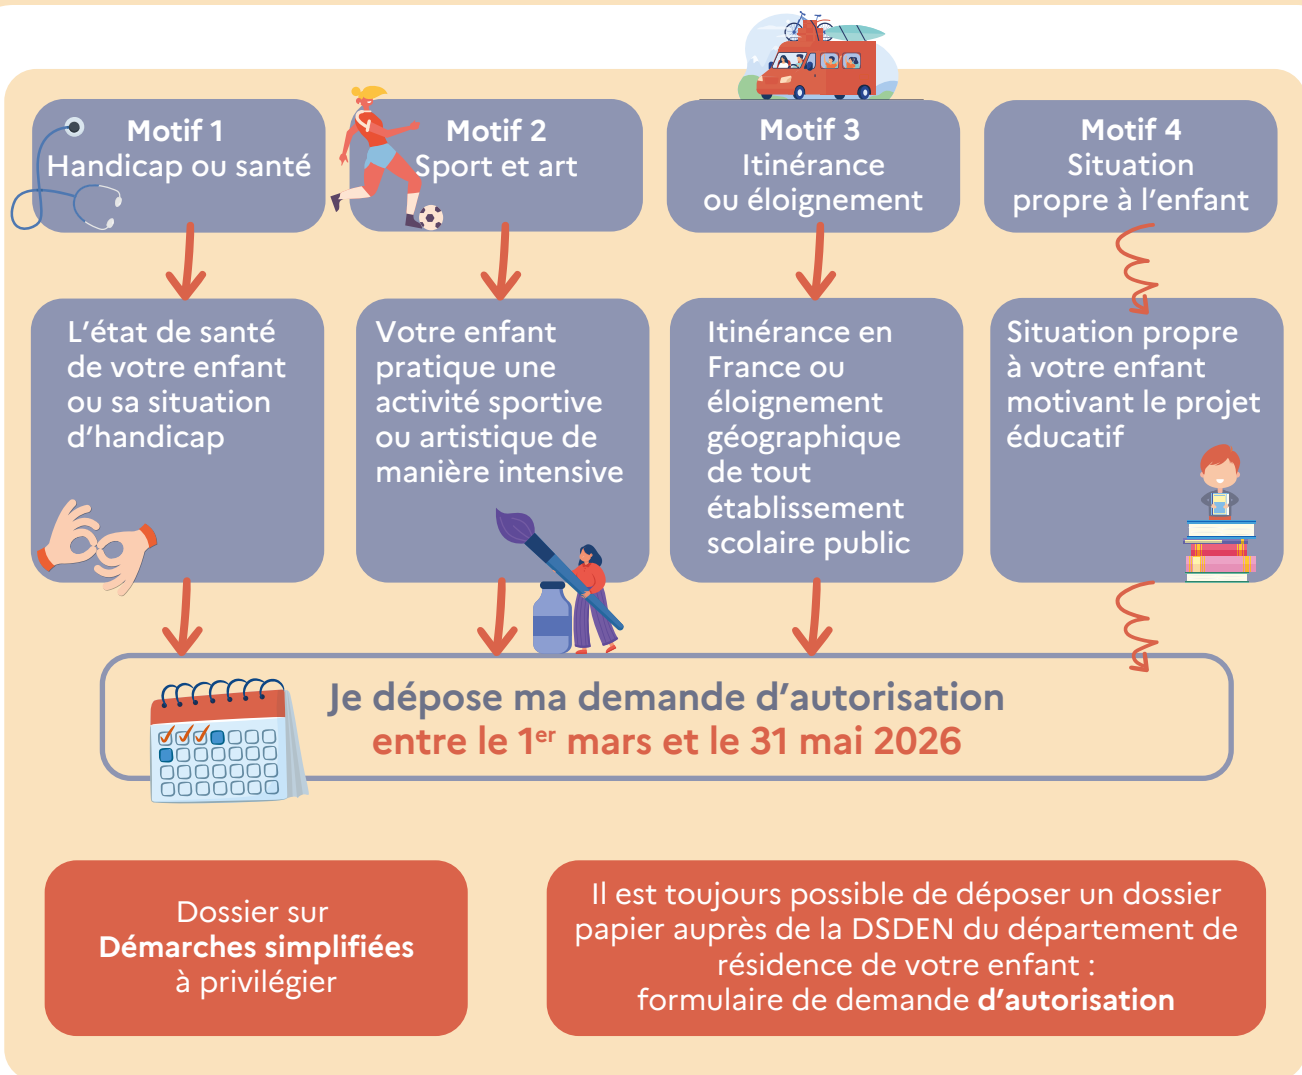 Motif 1
Handicap ou santé
Motif 2
Sport et art
Motif 3
Itinérance
ou éloignement
Motif 4
Situation
propre à l'enfant
L'état de santé
de votre enfant
ou sa situation
d'handicap
Votre enfant
pratique une
activité sportive
ou artistique de
manière intensive
Itinérance en
France ou
éloignement
géographique
de tout
établissement
scolaire public
Situation propre
à votre enfant
motivant le projet
éducatif
Je dépose ma demande d'autorisation
entre le 1er mars et le 31 mai 2026
Dossier sur
Démarches simplifiées
à privilégier
Il est toujours possible de déposer un dossier
papier auprès de la DSDEN du département de
résidence de votre enfant :
formulaire de demande d'autorisation